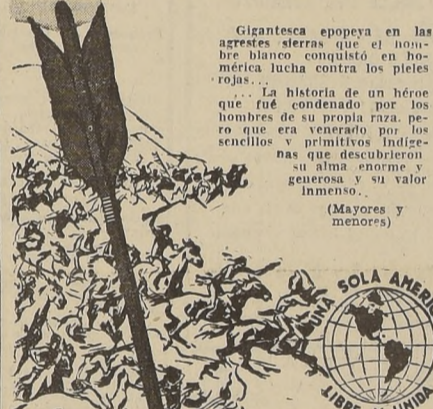 Gigantesca epopeya en las
agrestes sierras que el hom-
bre blanco conquistó en ho-
mérica lucha contra los pieles
rojas...
... La historia de un héroe
que fué condenado por los
hombres de su propia raza. pe-
ro que era venerado por los
sencillos y primitivos indíge-
nas que descubrieron
su alma enorme y
generosa y su valor
inmenso..
(Mayores y
menores)
UNA SOLA AMERI
LIBR UNIDA